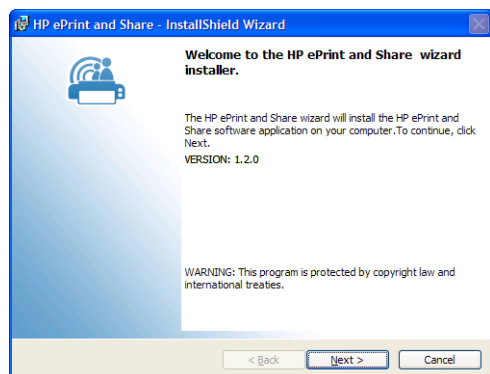 HP ePrint and Share - InstallShield Wizard
Welcome to the HP ePrint and Share wizard
installer.
The HP ePrint and Share wizard will install the HP ePrint and
Share software application on your computer.To continue, click
Next.
VERSION: 1.2.0
WARNING: This program is protected by copyright law and
international treaties.
< Back Next > Cancel